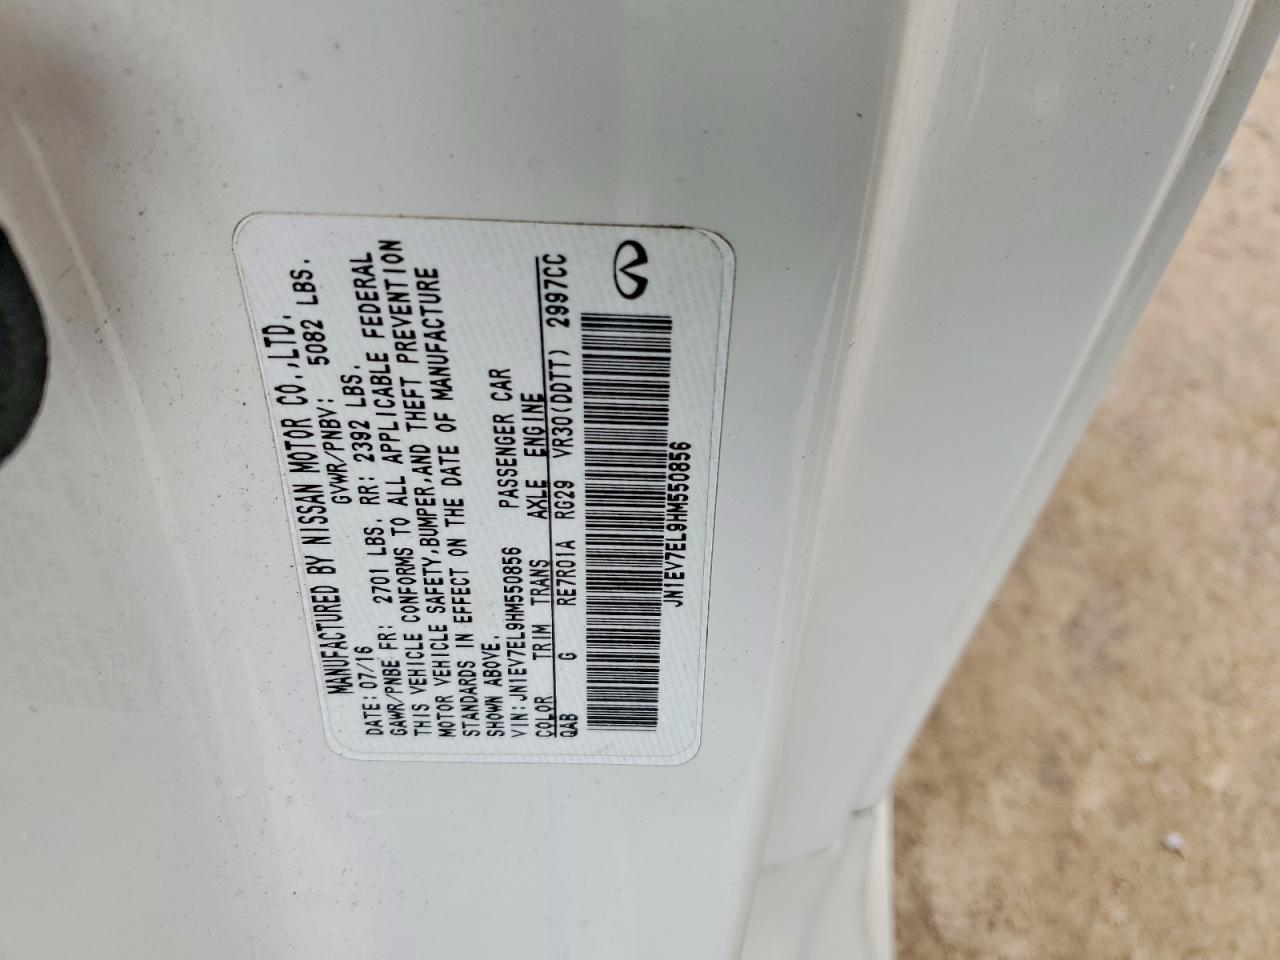 MANUFACTURED BY NISSAN MOTOR CO.,LTD.
DATE: 07/16 GVWR/PNBV: 5082 LBS.
GAWR/PNBE FR: 2701 LBS. RR: 2392 LBS.
THIS VEHICLE CONFORMS TO ALL APPLICABLE FEDERAL
MOTOR VEHICLE SAFETY,BUMPER,AND THEFT PREVENTION
STANDARDS IN EFFECT ON THE DATE OF MANUFACTURE
SHOWN ABOVE.
VIN:JN1EV7EL9HM550856 PASSENGER CAR
COLOR TRIM TRANS AXLE ENGINE
QAB G RE7R01A RG29 VR30(DDTT) 2997CC
JN1EV7EL9HM550856